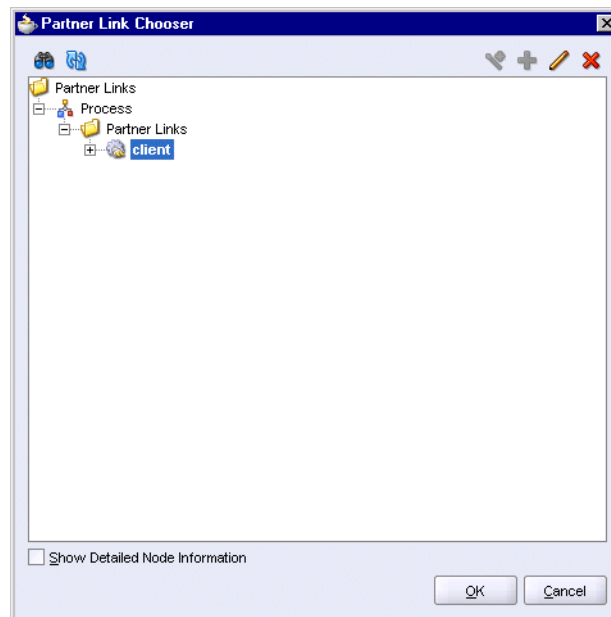 Partner Link Chooser
Partner Links
Process
Partner Links
client
Show Detailed Node Information
OK Cancel